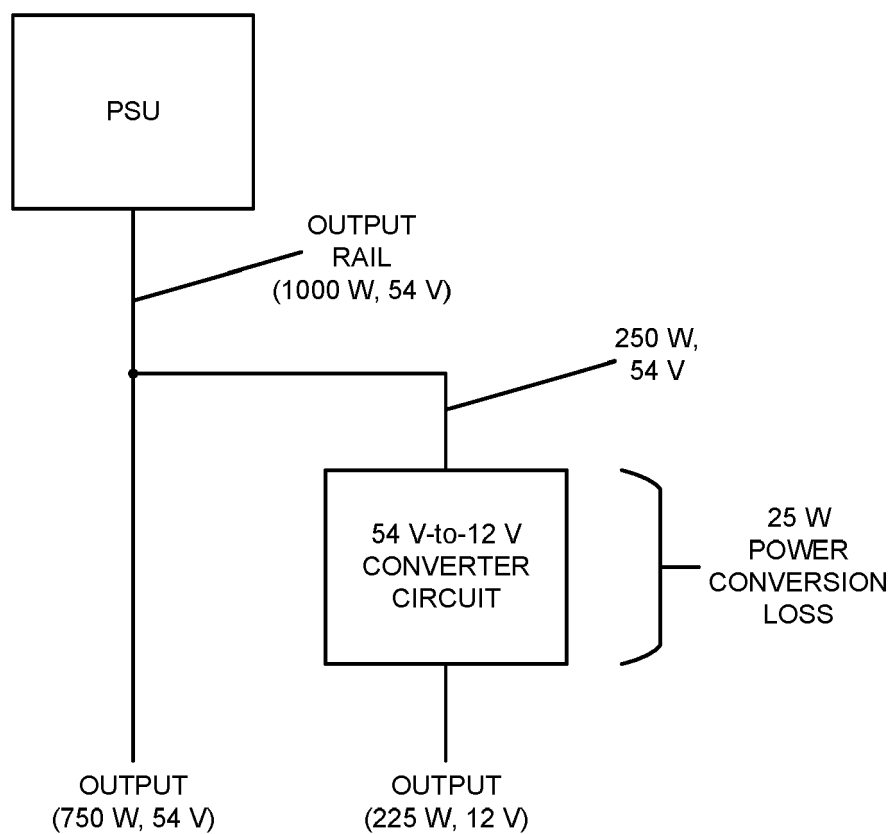 PSU
OUTPUT
RAIL
(1000 W, 54 V)
250 W,
54 V
54 V-to-12 V
CONVERTER
CIRCUIT
25 W
POWER
CONVERSION
LOSS
OUTPUT
(750 W, 54 V)
OUTPUT
(225 W, 12 V)